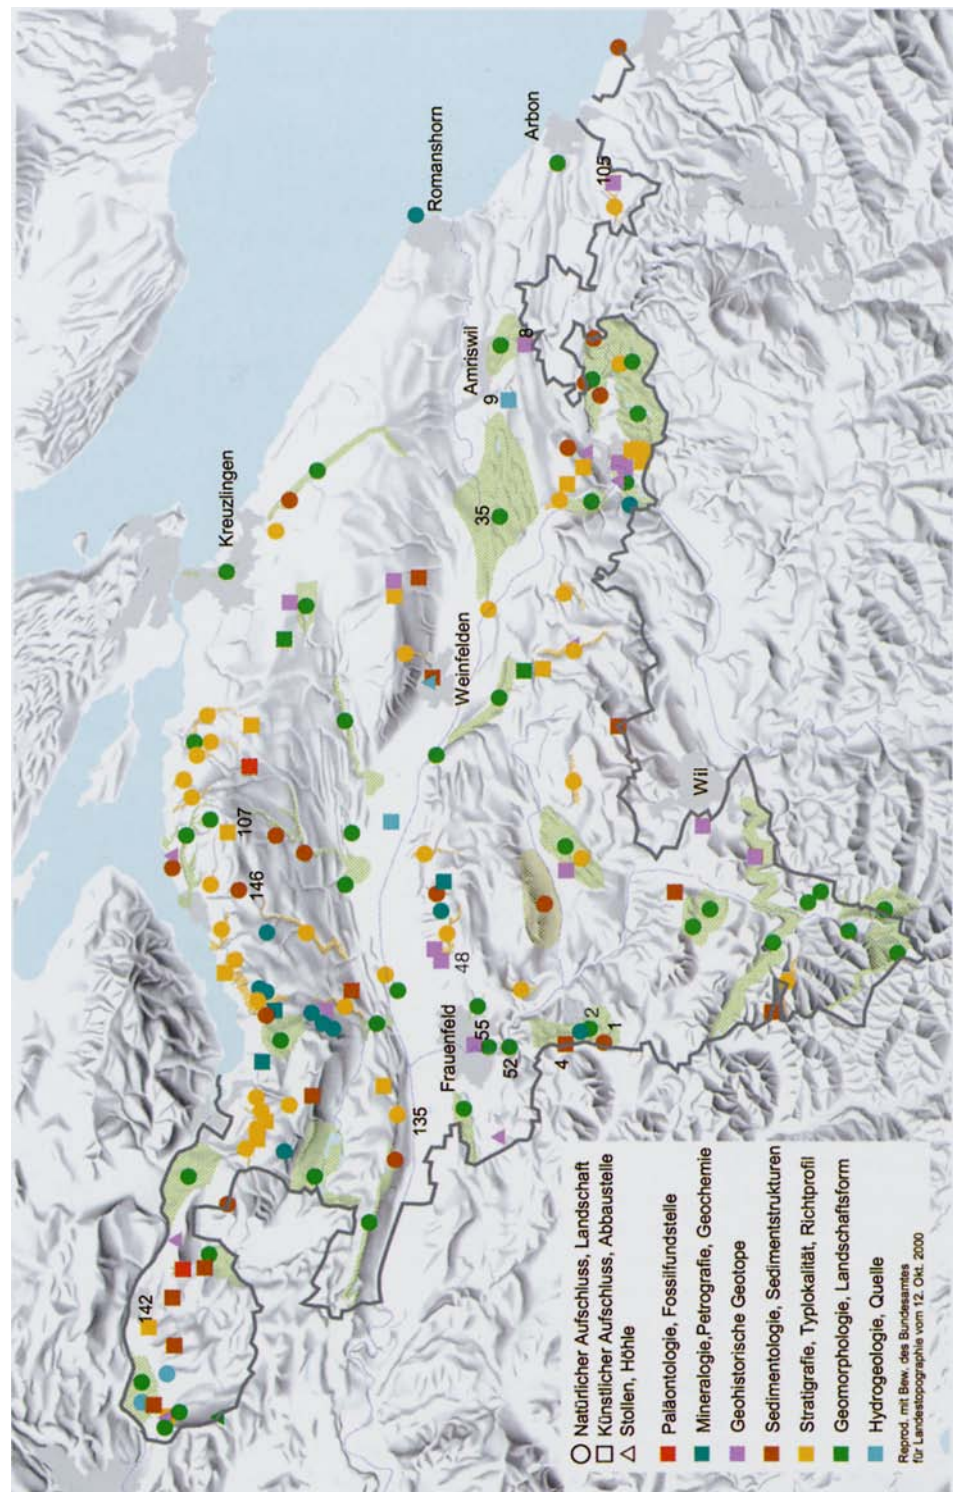 Romanshorn
Arbon
105
Amriswil
8
9
Kreuzlingen
35
Weinfelden
Wil
107
146
48
Frauenfeld
55
52
4
2
1
135
142
Natürlicher Aufschluss, Landschaft
Künstlicher Aufschluss, Abbaustelle
Stollen, Höhle
Paläontologie, Fossilfundstelle
Mineralogie,Petrografie, Geochemie
Geohistorische Geotope
Sedimentologie, Sedimentstrukturen
Stratigrafie, Typlokalität, Richtprofil
Geomorphologie, Landschaftsform
Hydrogeologie, Quelle
Reprod. mit Bew. des Bundesamtes
für Landestopographie vom 12. Okt. 2000